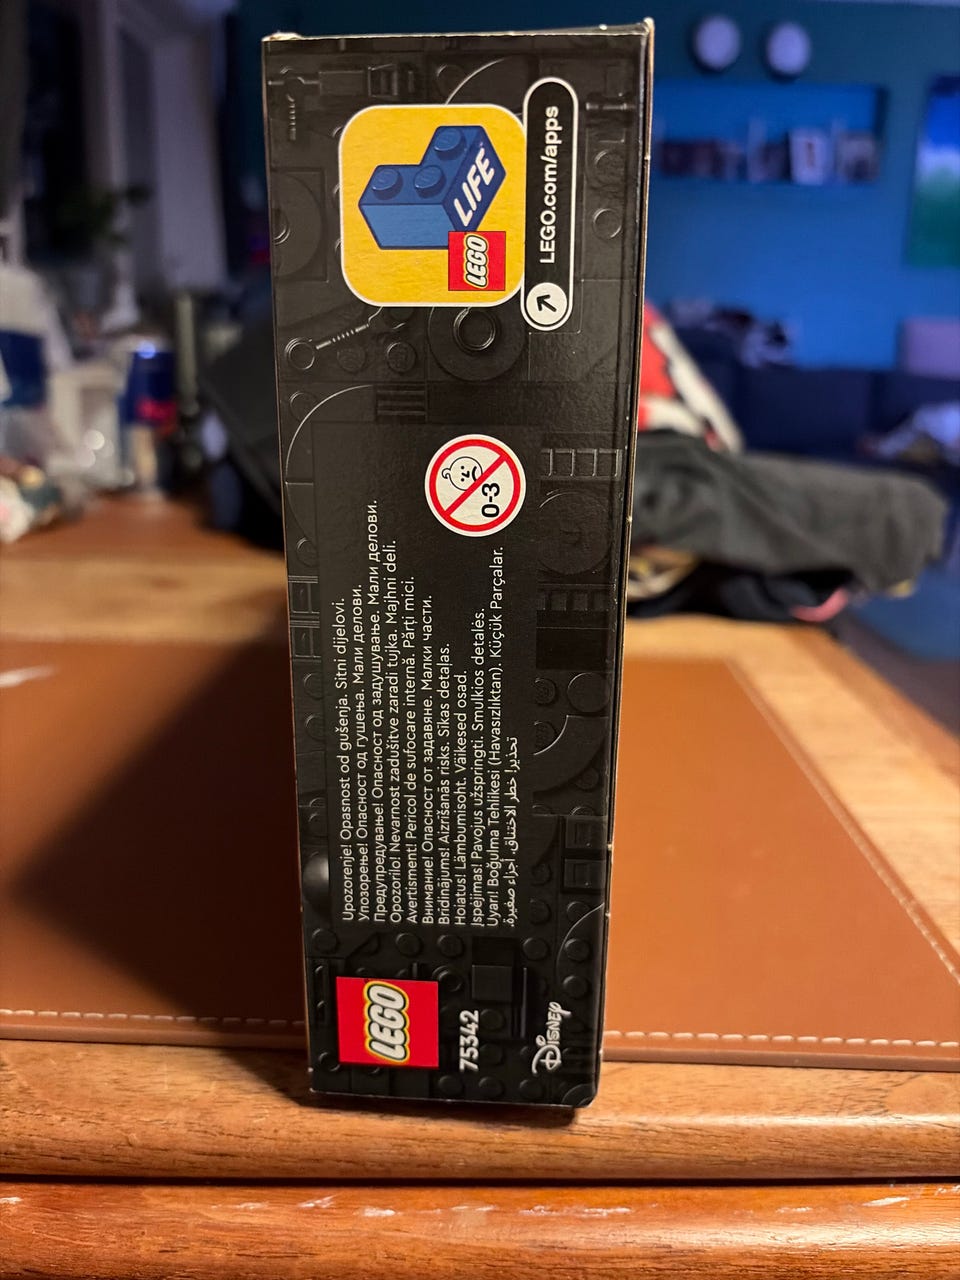 LIFE
LEGO
LEGO.com/apps
0-3
Upozorenje! Opasnost od gušenja. Sitni dijelovi.
Упозорење! Опасност од гушења. Мали делови.
Предупредување! Опасност од задушување. Мали делови.
Opozorilo! Nevarnost zadušitve zaradi tujka. Majhni deli.
Avertisment! Pericol de sufocare internă. Părți mici.
Внимание! Опасност от задавяне. Малки части.
Brīdinājums! Aizrīšanās risks. Sīkas detaļas.
Hoiatus! Lämbumisoht. Väikesed osad.
Įspėjimas! Pavojus užspringti. Smulkios detalės.
Uyarı! Boğulma Tehlikesi (Havasızlıktan). Küçük Parçalar.
تحذير! خطر الاختناق. أجزاء صغيرة.
LEGO
75342
Disney